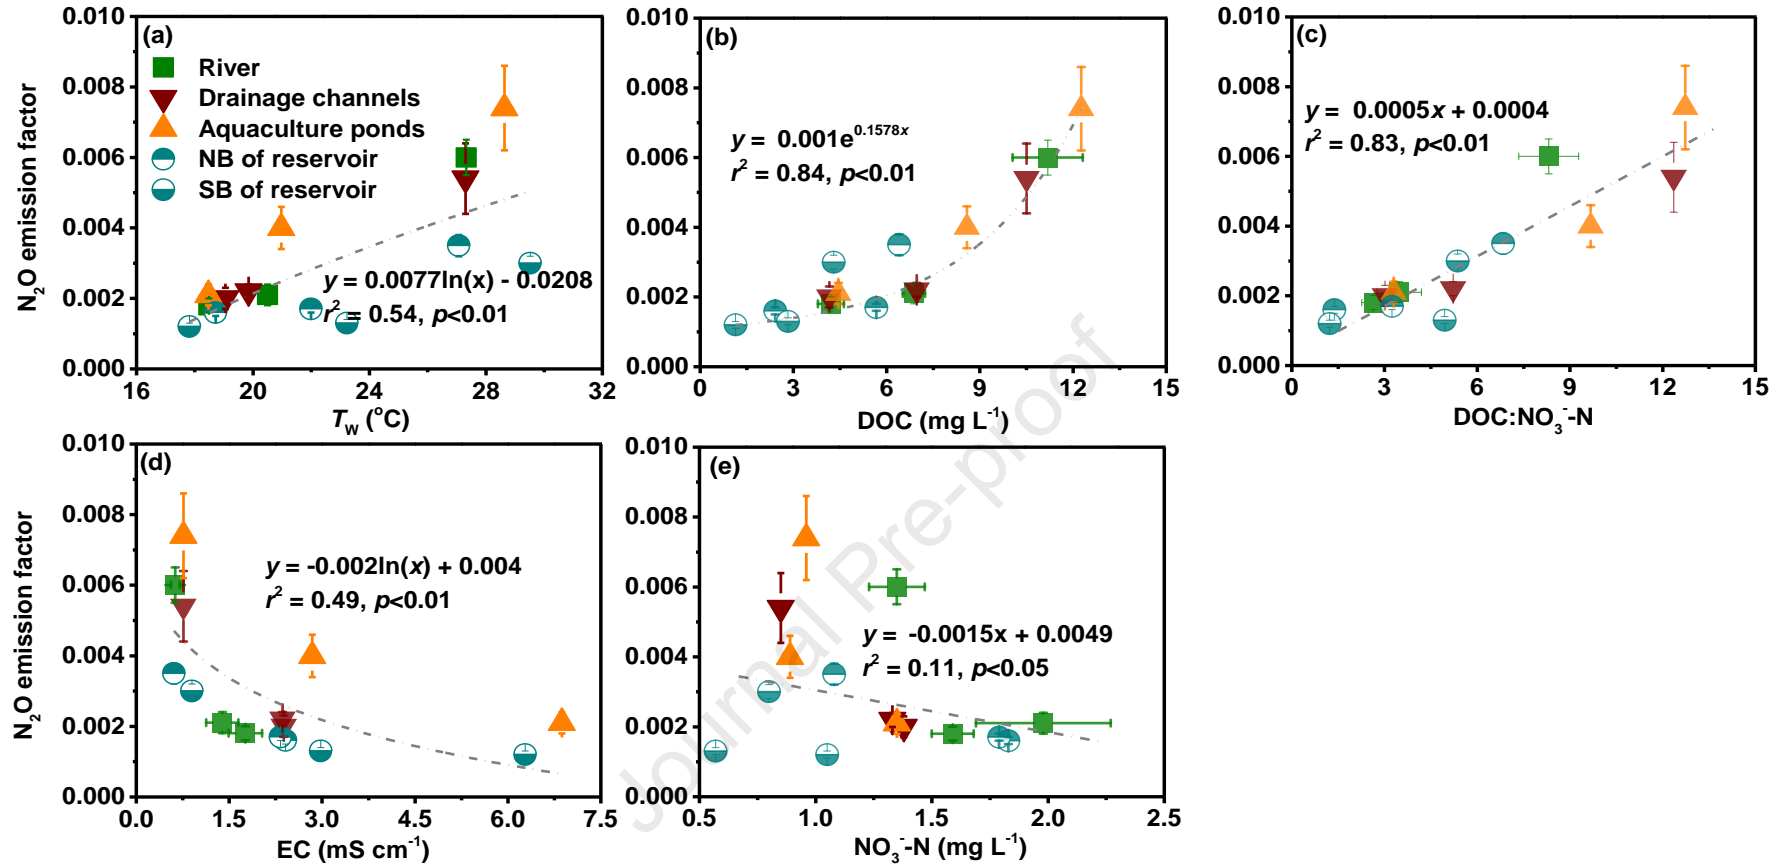 (a)
River
Drainage channels
Aquaculture ponds
NB of reservoir
SB of reservoir
y = 0.0077ln(x) - 0.0208
r² = 0.54, p<0.01
N₂O emission factor
0.010
0.008
0.006
0.004
0.002
0.000
16 20 24 28 32
T_W (°C)
(b)
y = 0.001e^0.1578x
r² = 0.84, p<0.01
0.010
0.008
0.006
0.004
0.002
0.000
0 3 6 9 12 15
DOC (mg L⁻¹)
(c)
y = 0.0005x + 0.0004
r² = 0.83, p<0.01
0.010
0.008
0.006
0.004
0.002
0.000
0 3 6 9 12 15
DOC:NO₃⁻-N
(d)
y = -0.002ln(x) + 0.004
r² = 0.49, p<0.01
N₂O emission factor
0.010
0.008
0.006
0.004
0.002
0.000
0.0 1.5 3.0 4.5 6.0 7.5
EC (mS cm⁻¹)
(e)
y = -0.0015x + 0.0049
r² = 0.11, p<0.05
0.010
0.008
0.006
0.004
0.002
0.000
0.5 1.0 1.5 2.0 2.5
NO₃⁻-N (mg L⁻¹)
Journal Pre-proof